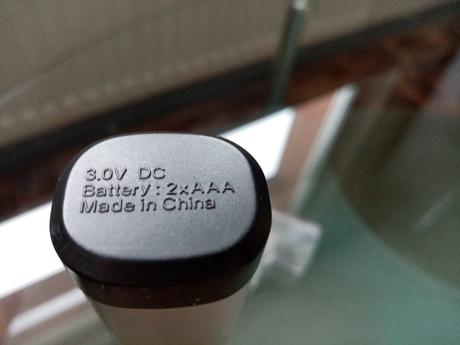 3.0V DC
Battery: 2xAAA
Made in China